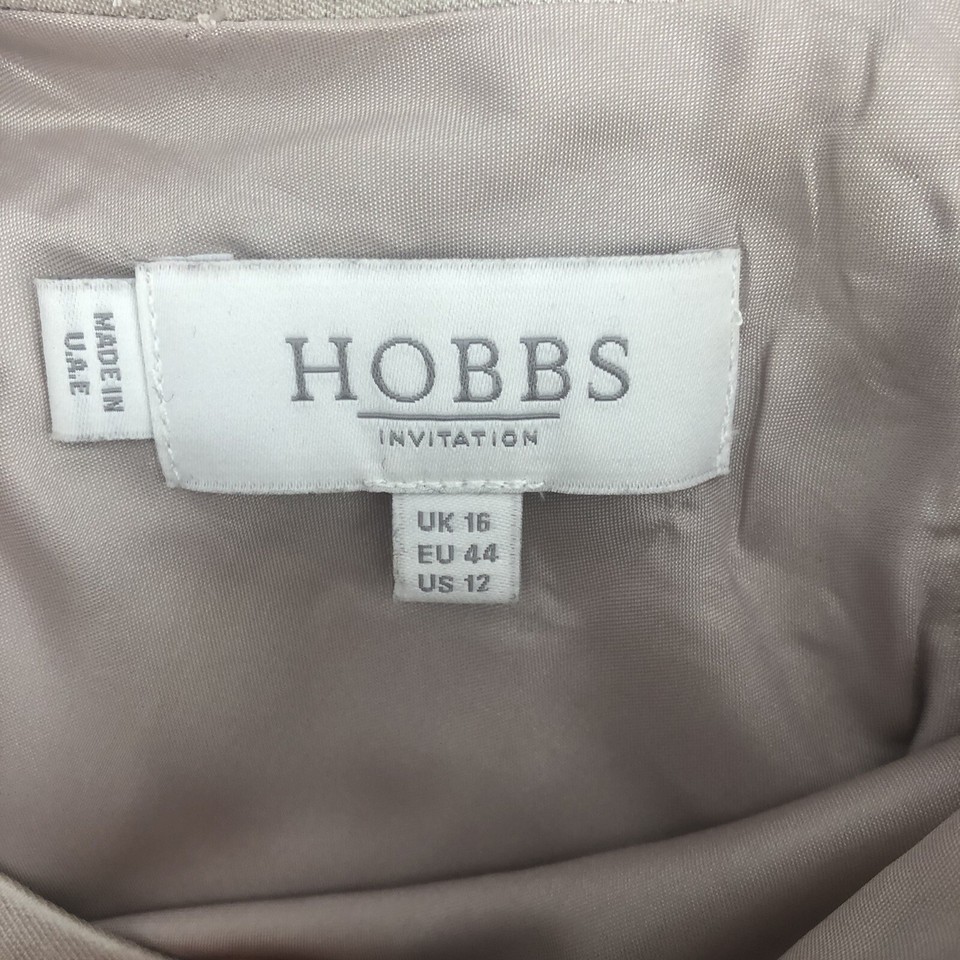 HOBBS
INVITATION
MADE IN
U.A.E
UK 16
EU 44
US 12